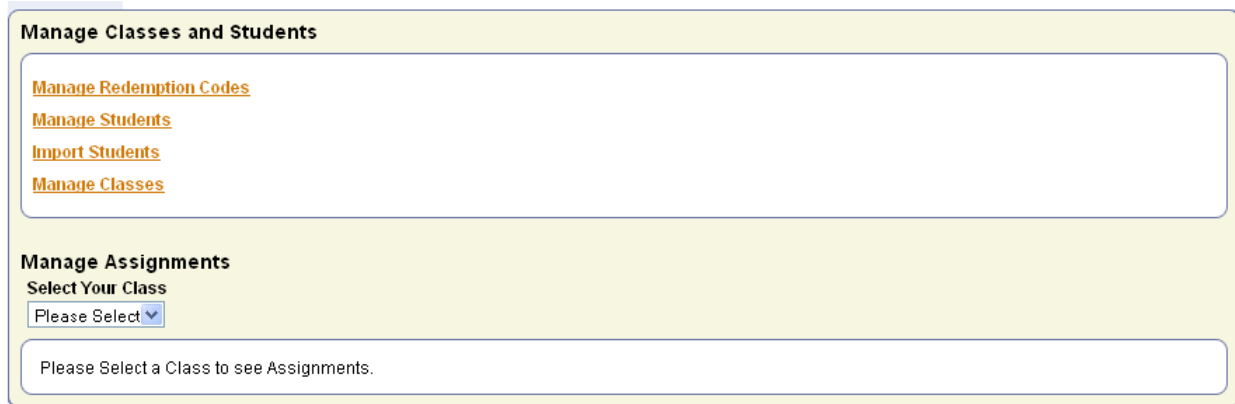 Manage Classes and Students
Manage Redemption Codes
Manage Students
Import Students
Manage Classes
Manage Assignments
Select Your Class
Please Select
Please Select a Class to see Assignments.